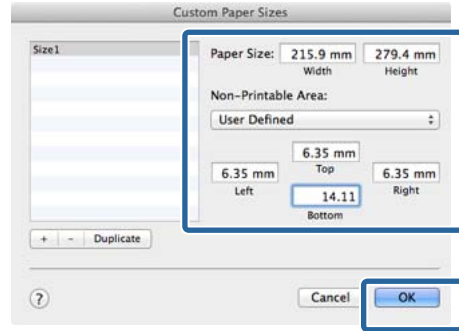 Custom Paper Sizes
Size1
Paper Size: 215.9 mm 279.4 mm
Width Height
Non-Printable Area:
User Defined
6.35 mm
Top
6.35 mm 6.35 mm
Left Right
14.11
Bottom
+ - Duplicate
? Cancel OK